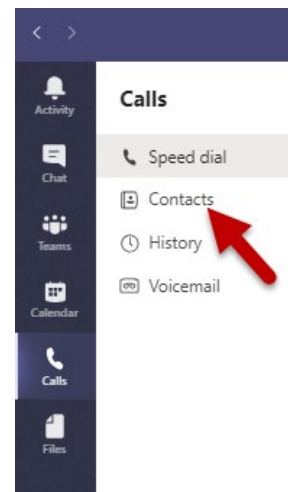 Activity
Chat
Teams
Calendar
Calls
Files
Calls
Speed dial
Contacts
History
Voicemail